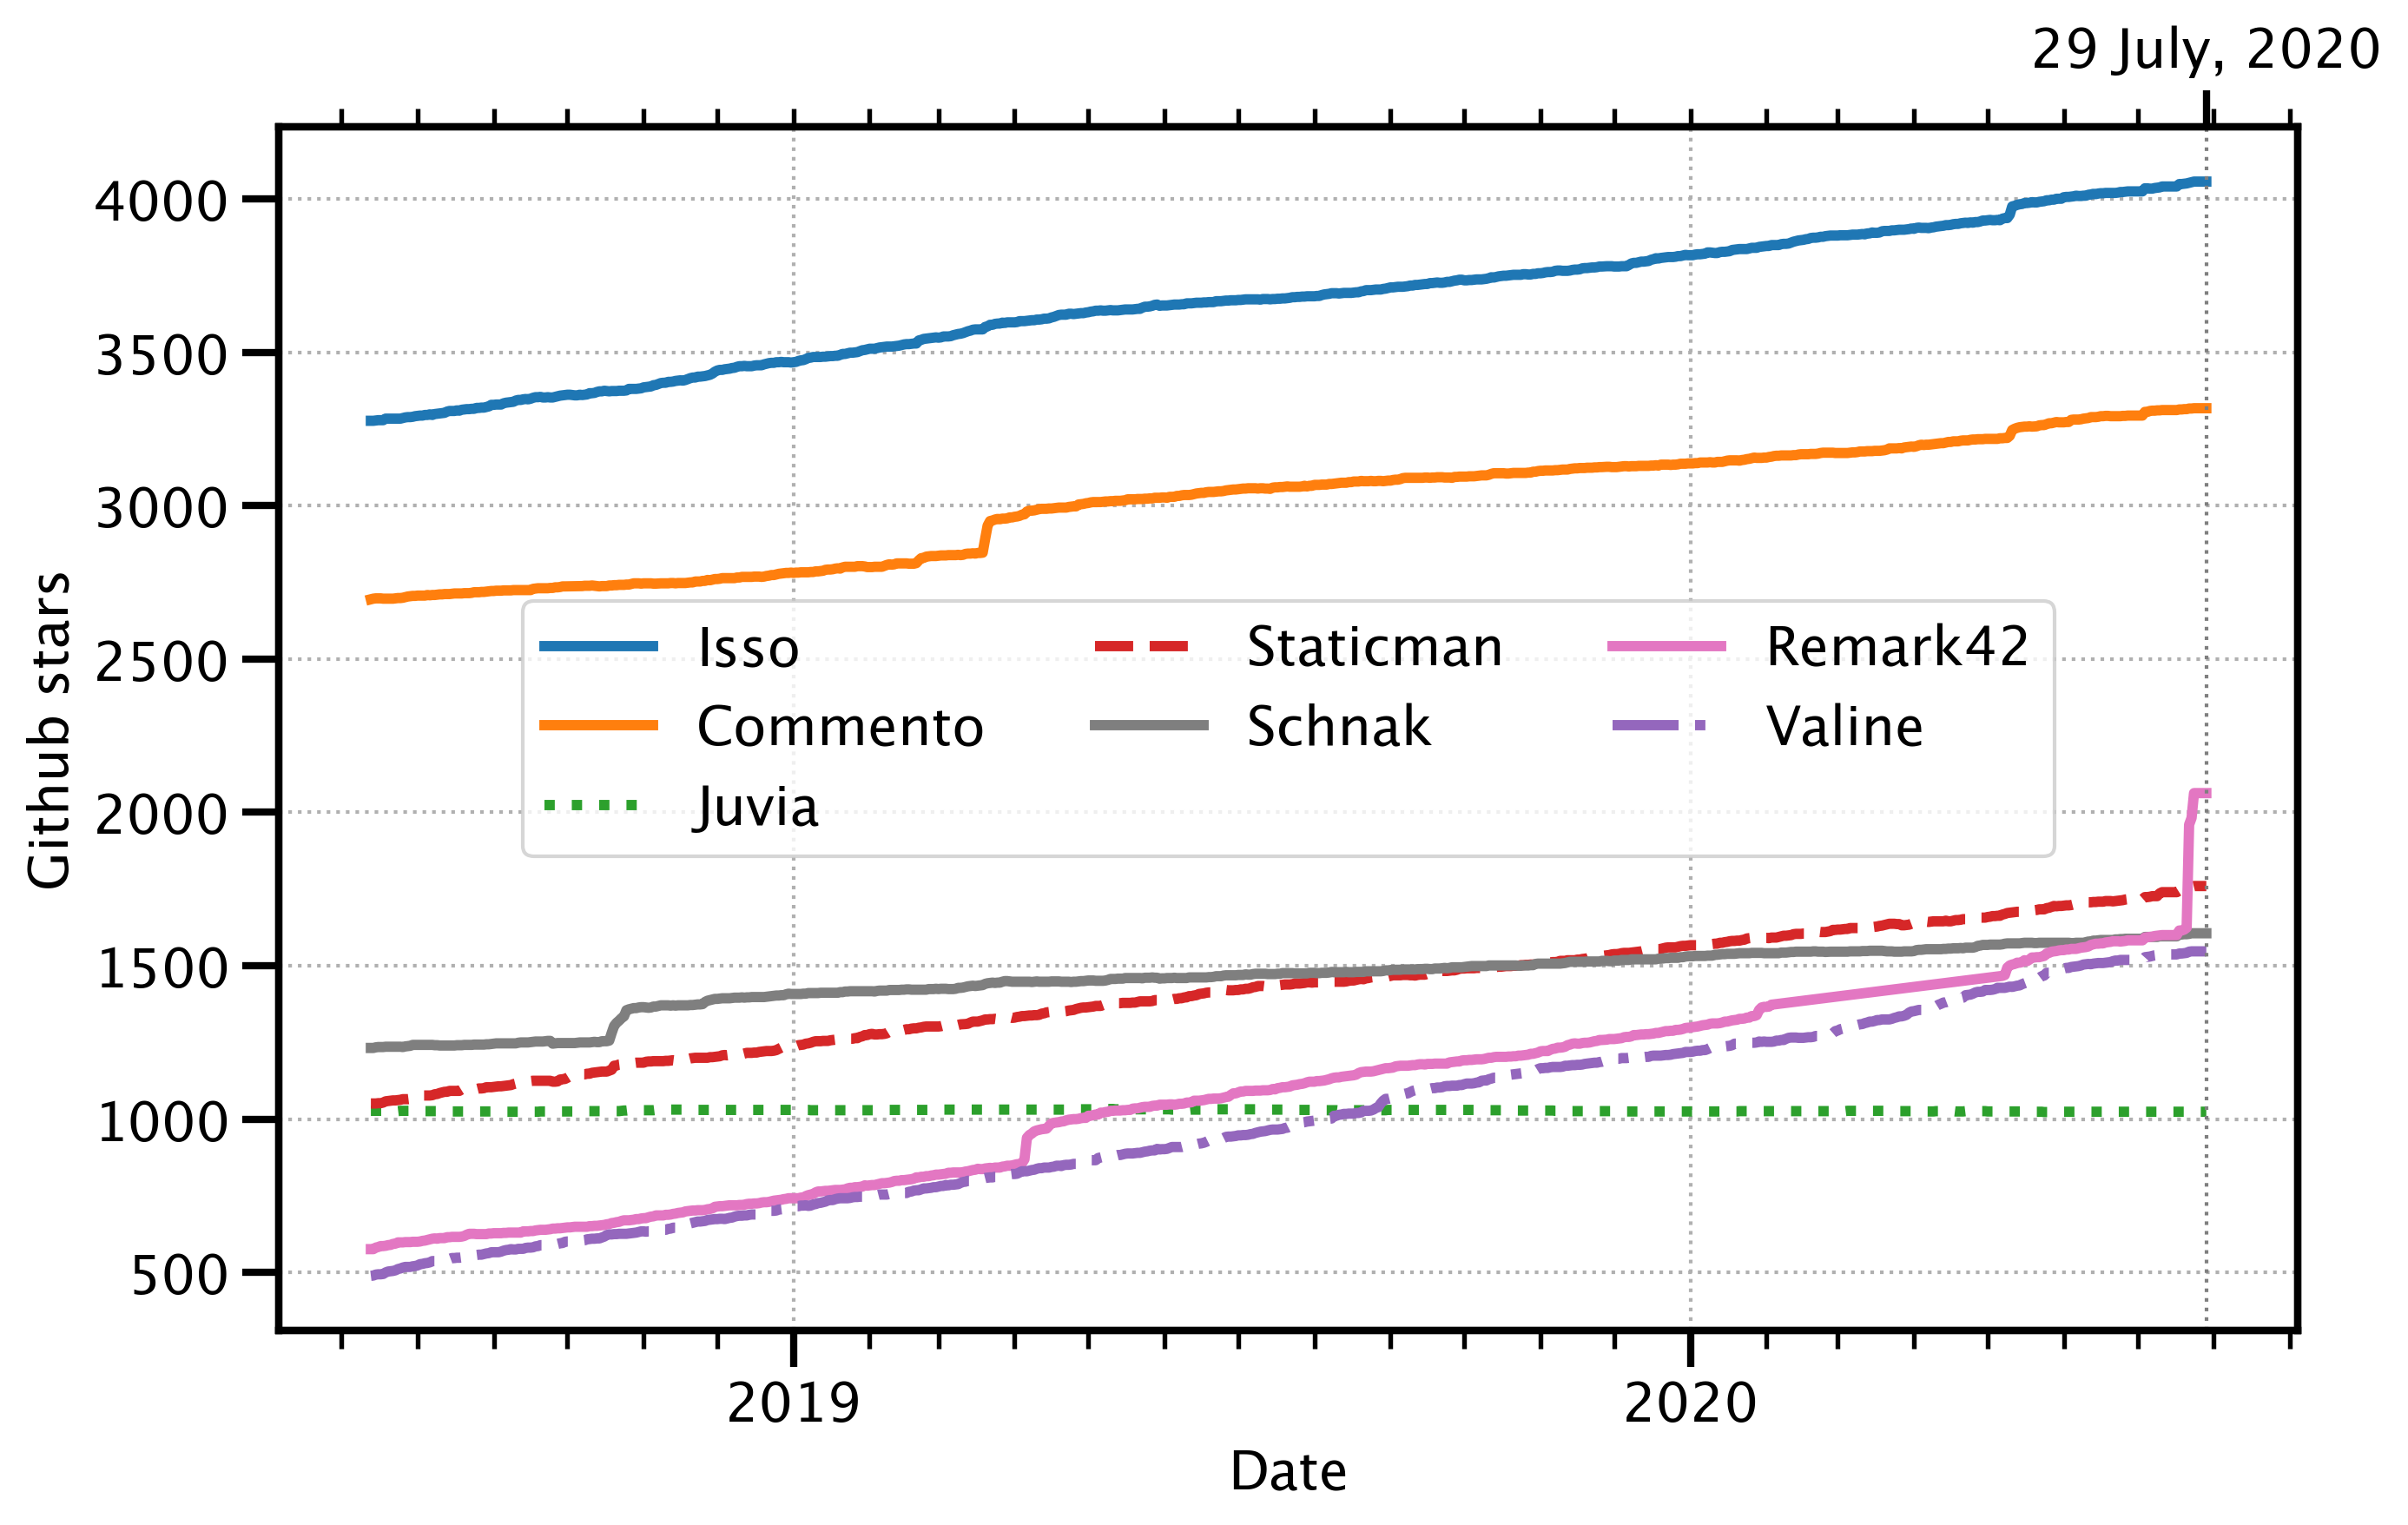 29 July, 2020
4000
3500
3000
2500
2000
1500
1000
500
Github stars
Isso
Commento
Juvia
Staticman
Schnak
Remark42
Valine
2019
2020
Date